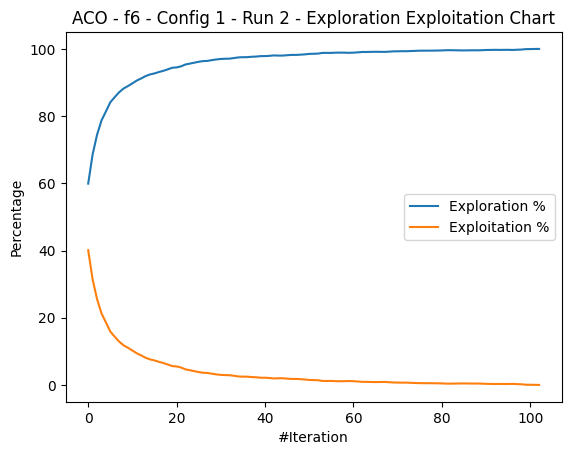 ACO - f6 - Config 1 - Run 2 - Exploration Exploitation Chart
100
80
60
40
20
0
Percentage
Exploration %
Exploitation %
0 20 40 60 80 100
#Iteration